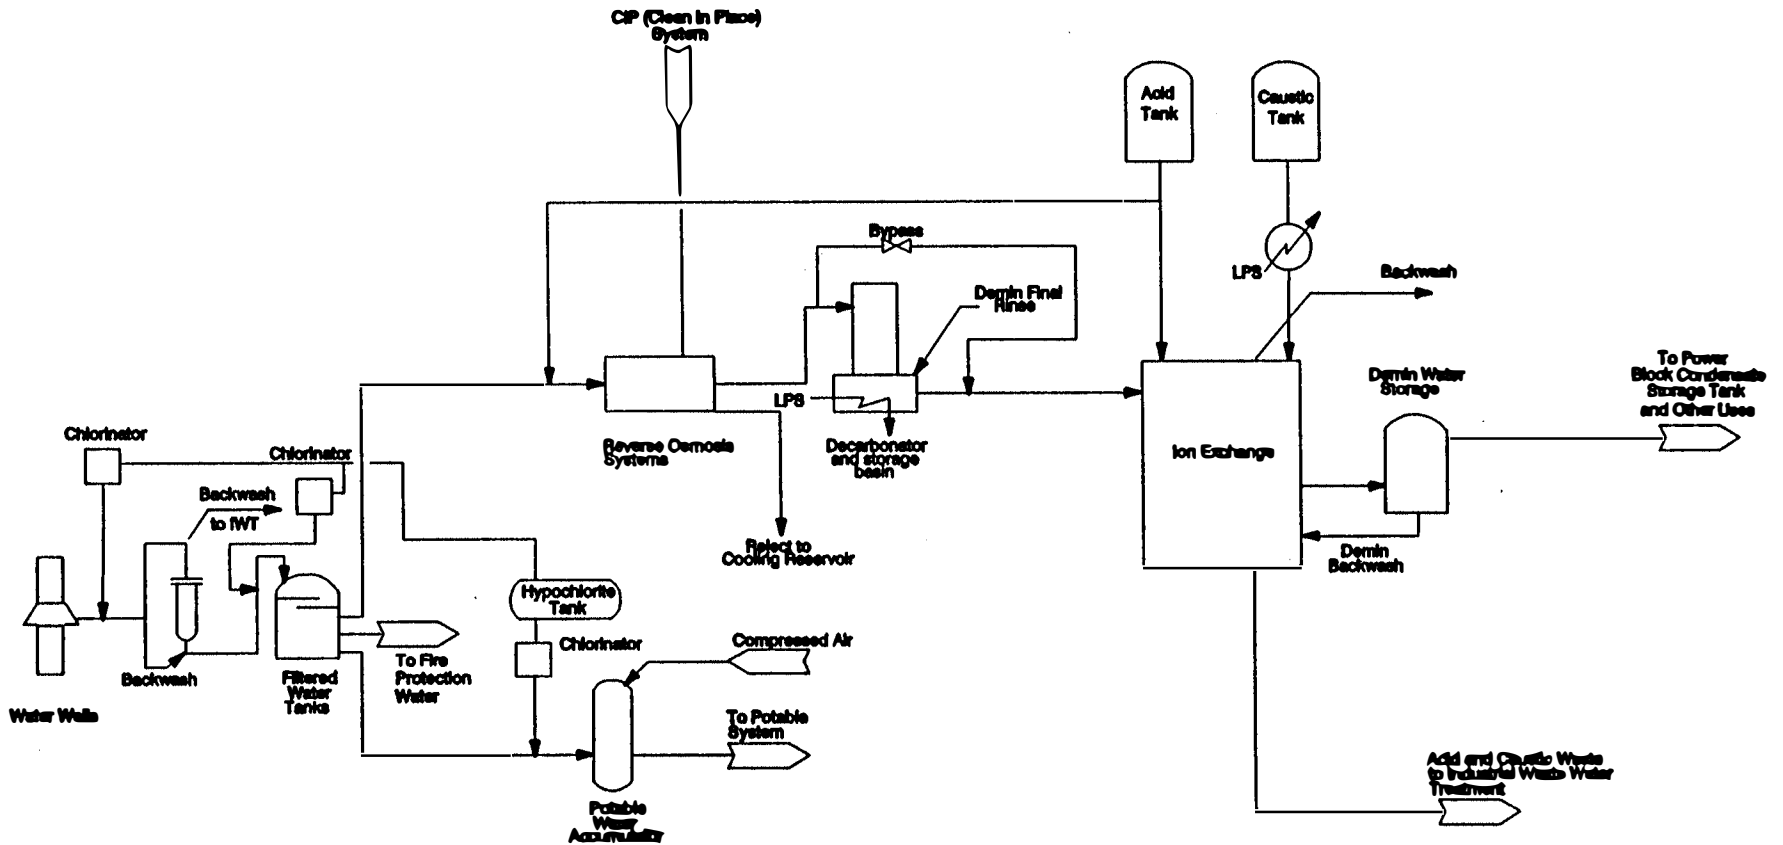 CIP (Clean In Place)
System
Acid
Tank
Caustic
Tank
Bypass
LPS
Backwash
Demin Final
Rinse
To Power
Block Condensate
Storage Tank
and Other Uses
Demin Water
Storage
LPS
Chlorinator
Chlorinator
Reverse Osmosis
Systems
Decarbonator
and storage
basin
Ion Exchange
Backwash
to IWT
Reject to
Cooling Reservoir
Demin
Backwash
Hypochlorite
Tank
Chlorinator
Compressed Air
To Fire
Protection
Water
Backwash
Filtered
Water
Tanks
Water Wells
To Potable
System
Acid and Caustic Waste
to Industrial Waste Water
Treatment
Potable
Water
Accumulator